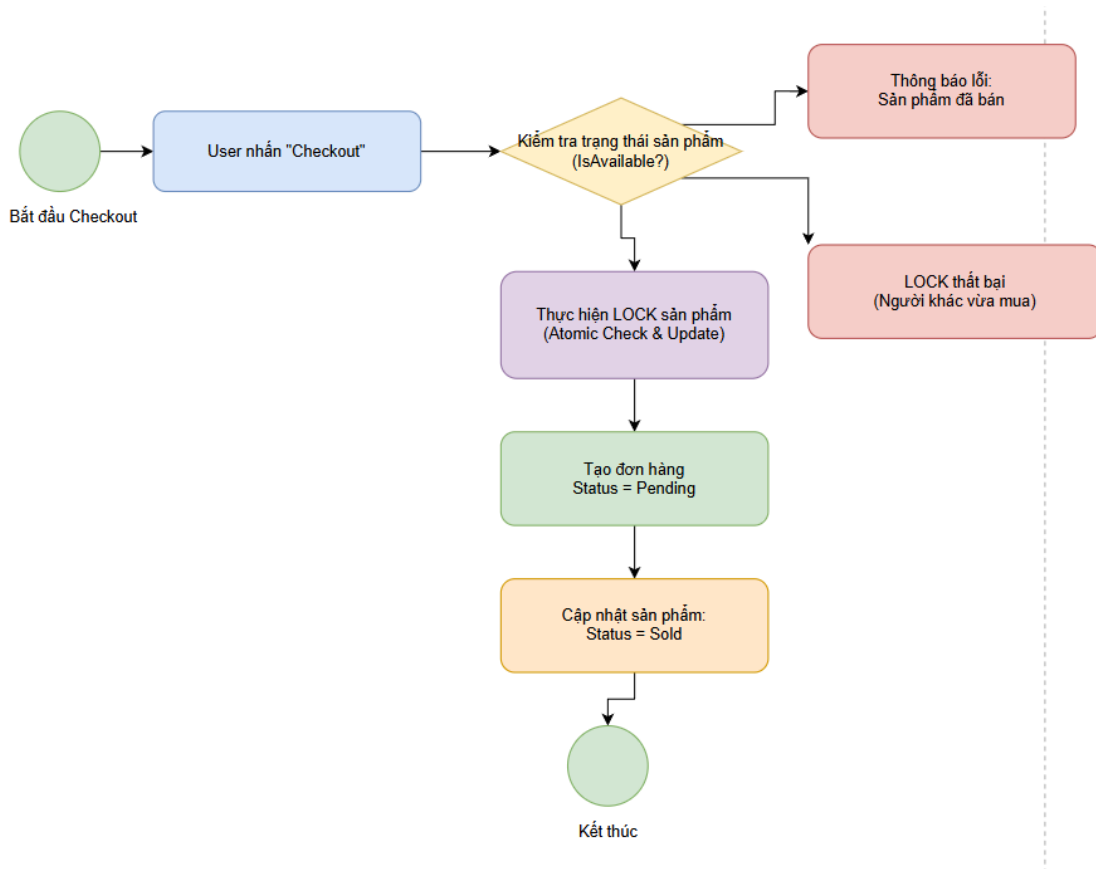 Bắt đầu Checkout
User nhấn "Checkout"
Kiểm tra trạng thái sản phẩm
(IsAvailable?)
Thông báo lỗi:
Sản phẩm đã bán
LOCK thất bại
(Người khác vừa mua)
Thực hiện LOCK sản phẩm
(Atomic Check & Update)
Tạo đơn hàng
Status = Pending
Cập nhật sản phẩm:
Status = Sold
Kết thúc